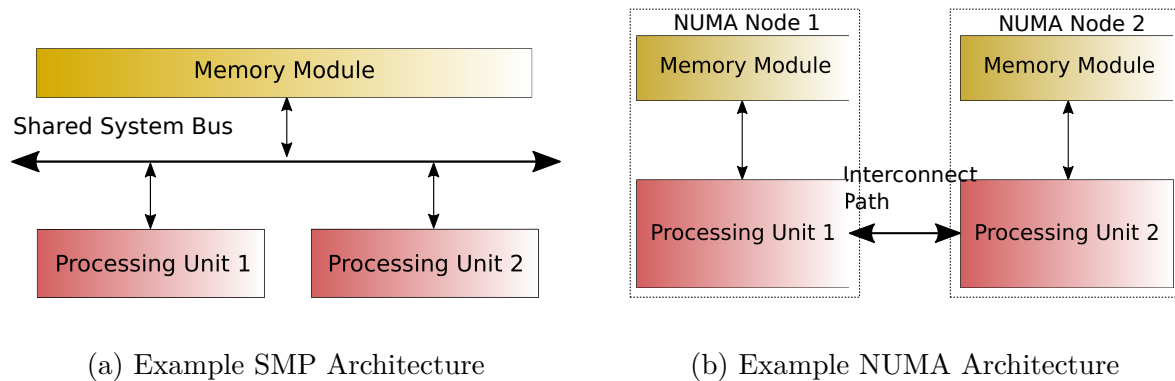 Memory Module
Shared System Bus
Processing Unit 1
Processing Unit 2
(a) Example SMP Architecture
NUMA Node 1
Memory Module
Interconnect
Path
Processing Unit 1
NUMA Node 2
Memory Module
Processing Unit 2
(b) Example NUMA Architecture